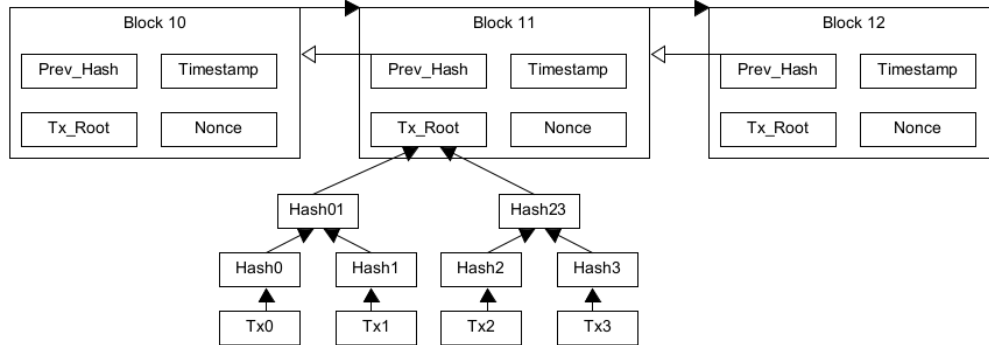 Block 10
Block 11
Block 12
Prev_Hash
Timestamp
Prev_Hash
Timestamp
Prev_Hash
Timestamp
Tx_Root
Nonce
Tx_Root
Nonce
Tx_Root
Nonce
Hash01
Hash23
Hash0
Hash1
Hash2
Hash3
Tx0
Tx1
Tx2
Tx3